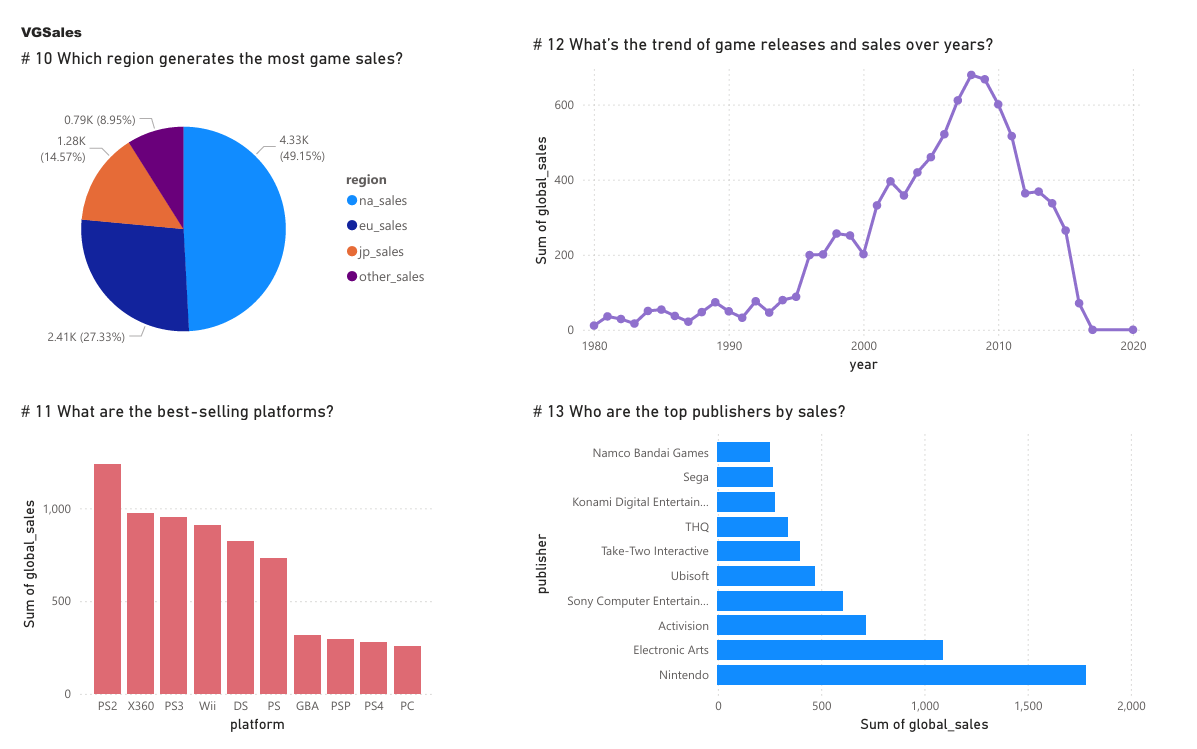 VGSales
# 10 Which region generates the most game sales?
0.79K (8.95%)
1.28K
(14.57%)
4.33K
(49.15%)
2.41K (27.33%)
region
na_sales
eu_sales
jp_sales
other_sales
# 12 What's the trend of game releases and sales over years?
Sum of global_sales
600
400
200
0
1980
1990
2000
2010
2020
year
# 11 What are the best-selling platforms?
Sum of global_sales
1,000
500
0
PS2
X360
PS3
Wii
DS
PS
GBA
PSP
PS4
PC
platform
# 13 Who are the top publishers by sales?
publisher
Namco Bandai Games
Sega
Konami Digital Entertain...
THQ
Take-Two Interactive
Ubisoft
Sony Computer Entertain...
Activision
Electronic Arts
Nintendo
0
500
1,000
1,500
2,000
Sum of global_sales